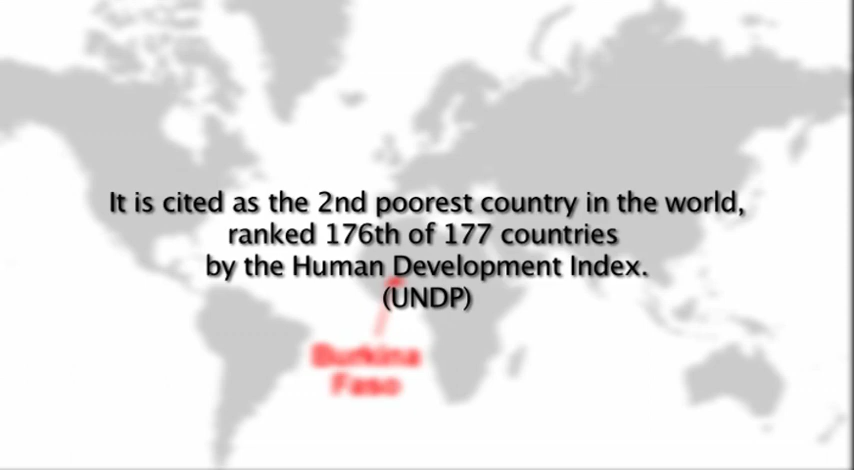 It is cited as the 2nd poorest country in the world,
ranked 176th of 177 countries
by the Human Development Index.
(UNDP)
Burkina
Faso